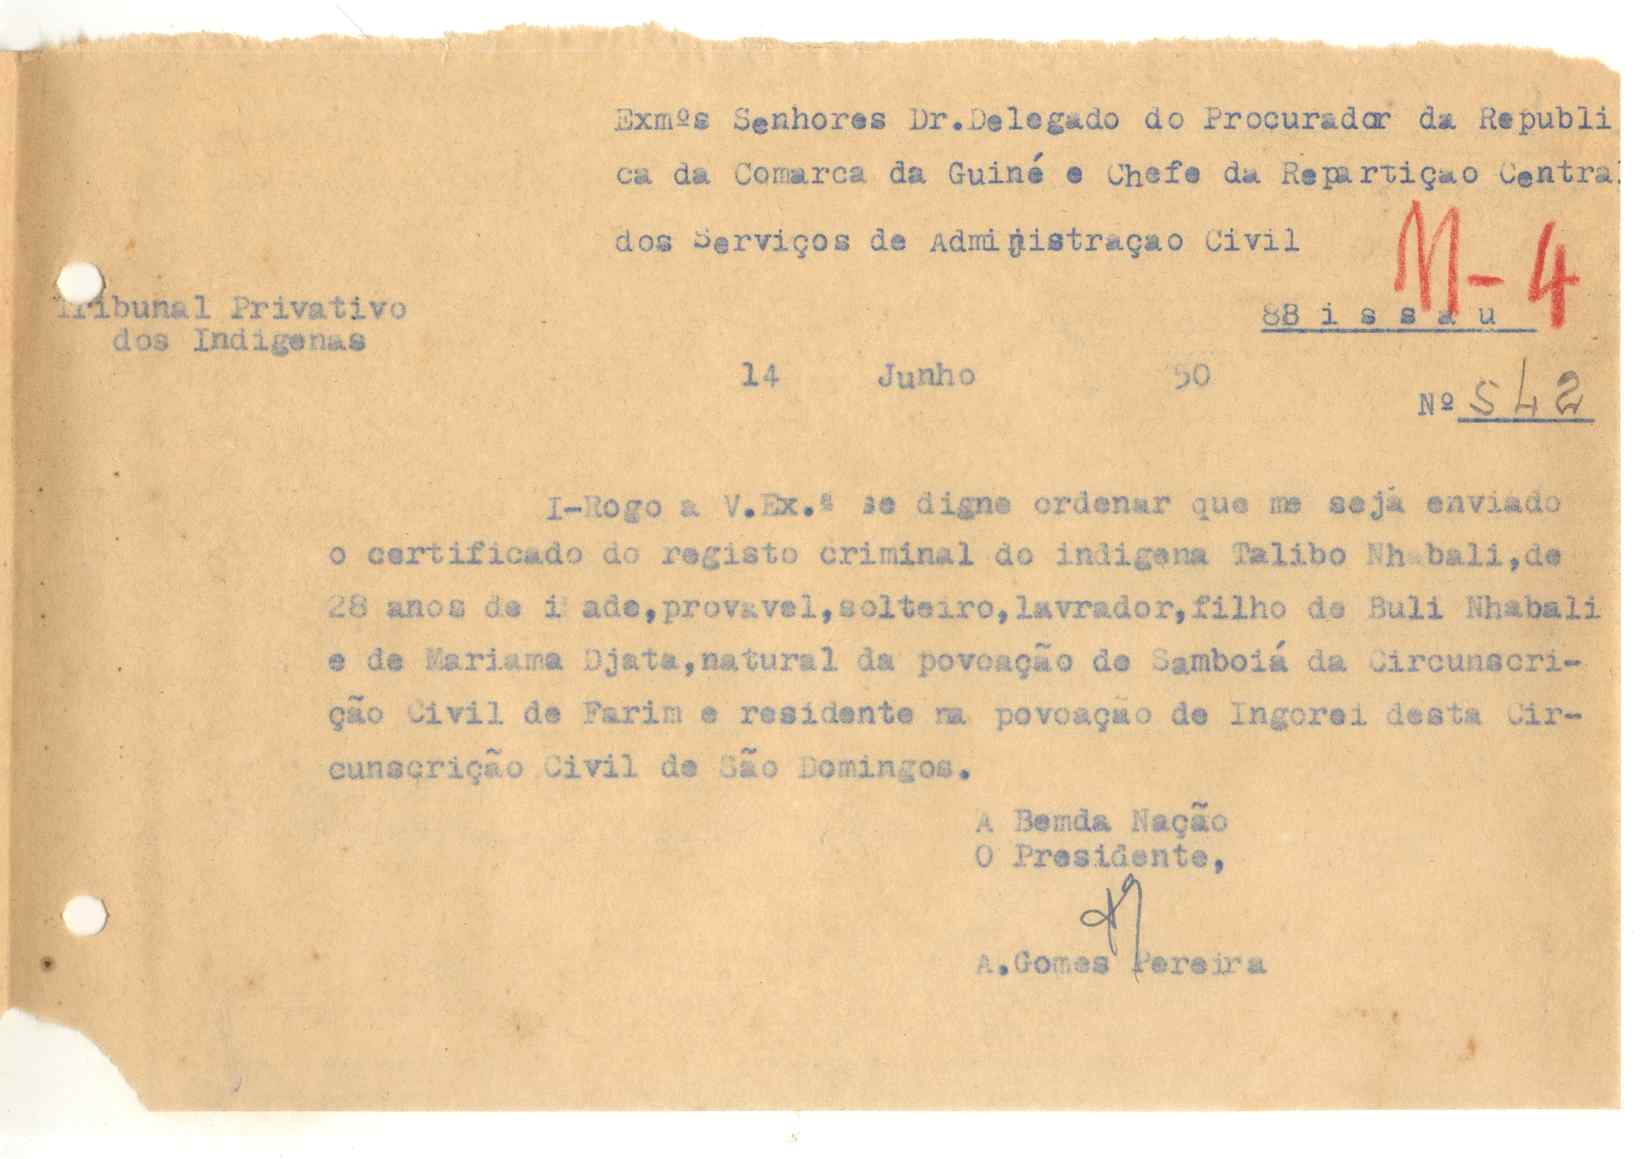 Exmºs Senhores Dr.Delegado do Procurador da Republi
ca da Comarca da Guiné e Chefe da Repartiçao Central
dos Serviços de Administraçao Civil
M-4
Tribunal Privativo
dos Indigenas
88 i s s a u
14 Junho 50
Nº 542
I-Rogo a V.Ex.ª se digne ordenar que me seja enviado
o certificado do registo criminal do indigena Talibo Nhabali,de
28 anos de idade,provavel,solteiro,lavrador,filho de Buli Nhabali
e de Mariama Djata,natural da povoação de Samboiá da Circunscri-
ção Civil de Farim e residente na povoação de Ingorei desta Cir-
cunscrição Civil de São Domingos.
A Bemda Nação
O Presidente,
A.Gomes Pereira